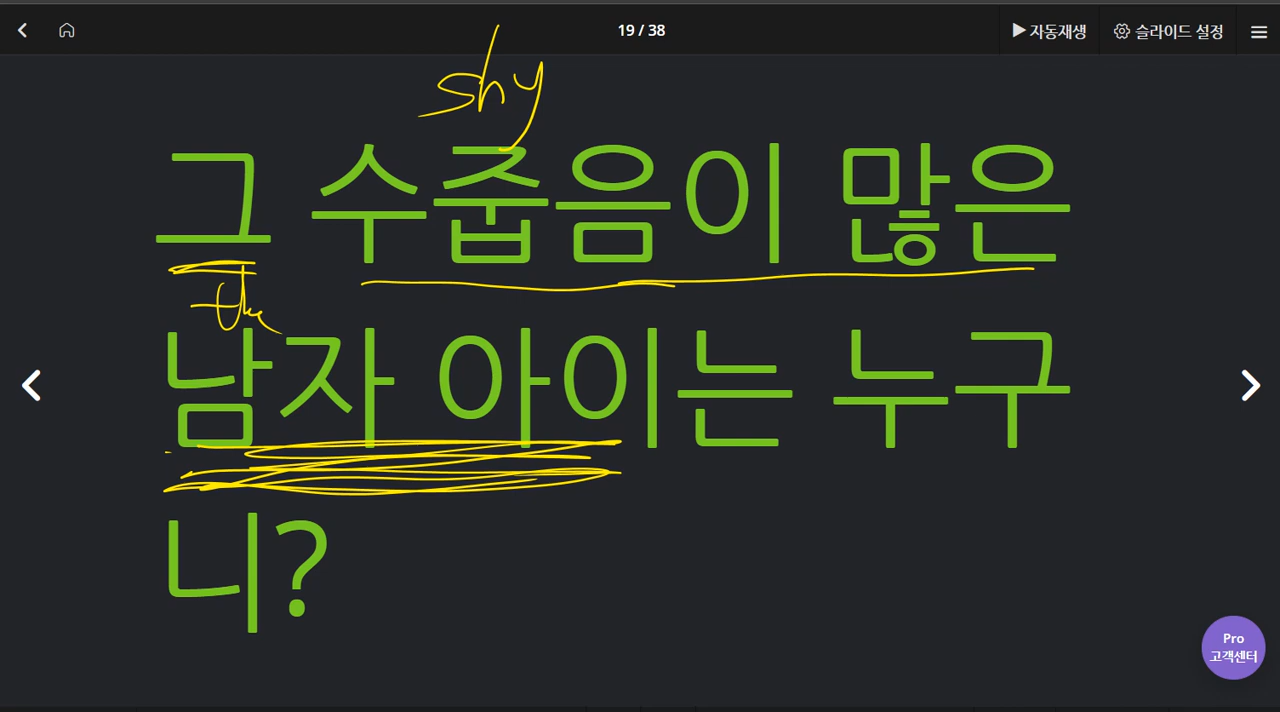 19 / 38
▶ 자동재생
슬라이드 설정
shy
그 수줍음이 많은
the
남자 아이는 누구
니?
Pro
고객센터